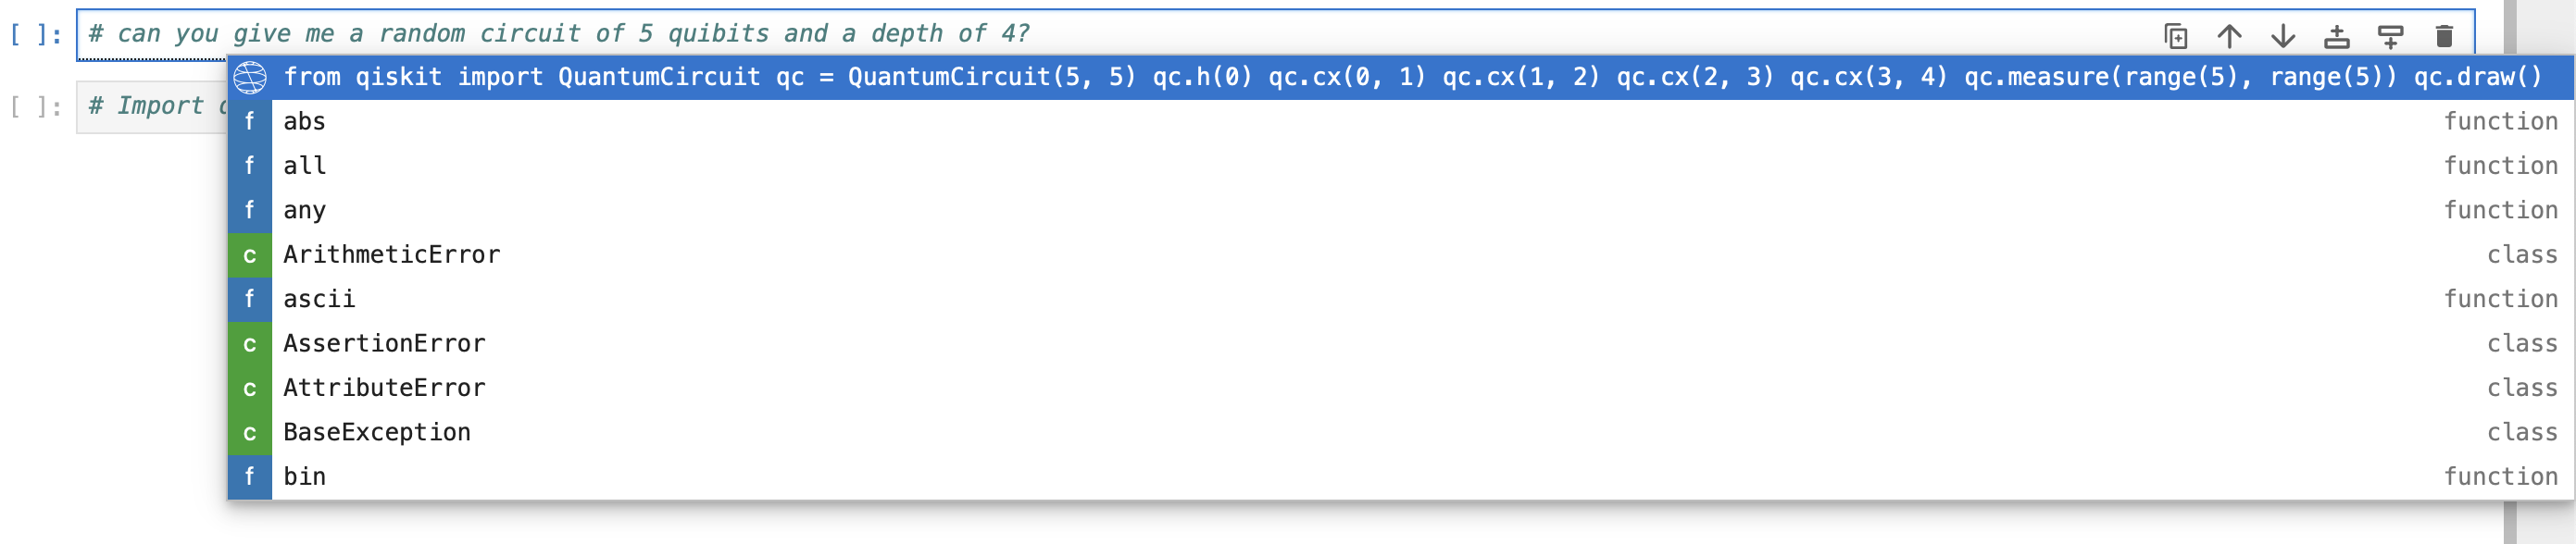 [ ]: # can you give me a random circuit of 5 quibits and a depth of 4?
from qiskit import QuantumCircuit qc = QuantumCircuit(5, 5) qc.h(0) qc.cx(0, 1) qc.cx(1, 2) qc.cx(2, 3) qc.cx(3, 4) qc.measure(range(5), range(5)) qc.draw()
[ ]: # Import
f abs function
f all function
f any function
c ArithmeticError class
f ascii function
c AssertionError class
c AttributeError class
c BaseException class
f bin function